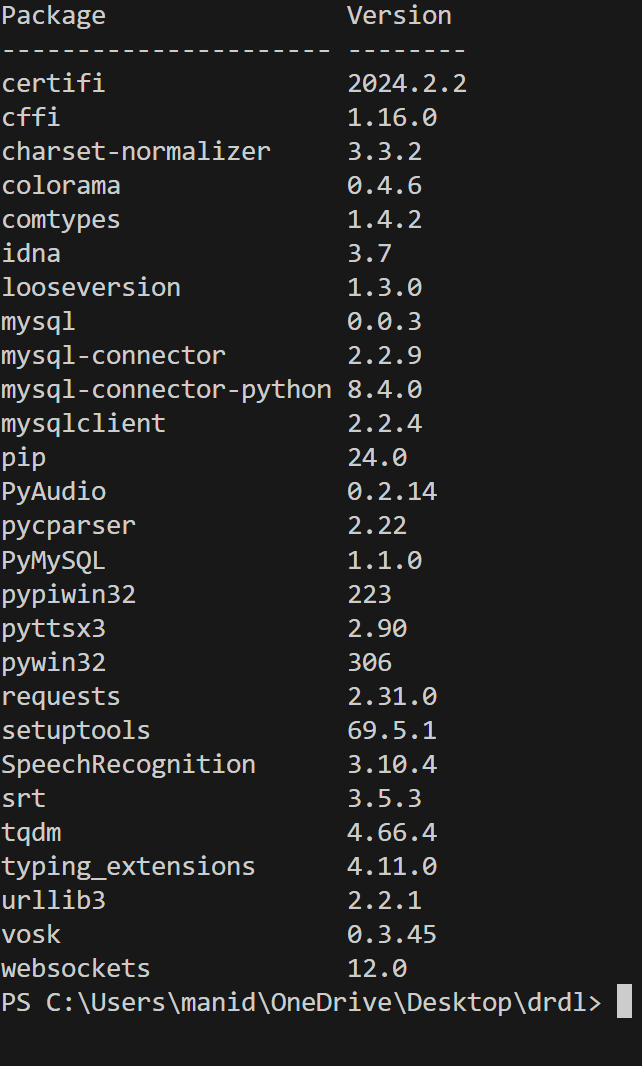 Package                Version
---------------------- --------
certifi                2024.2.2
cffi                   1.16.0
charset-normalizer     3.3.2
colorama               0.4.6
comtypes               1.4.2
idna                   3.7
looseversion           1.3.0
mysql                  0.0.3
mysql-connector        2.2.9
mysql-connector-python 8.4.0
mysqlclient            2.2.4
pip                    24.0
PyAudio                0.2.14
pycparser              2.22
PyMySQL                1.1.0
pypiwin32              223
pyttsx3                2.90
pywin32                306
requests               2.31.0
setuptools             69.5.1
SpeechRecognition      3.10.4
srt                    3.5.3
tqdm                   4.66.4
typing_extensions      4.11.0
urllib3                2.2.1
vosk                   0.3.45
websockets             12.0
PS C:\Users\manid\OneDrive\Desktop\drdl>